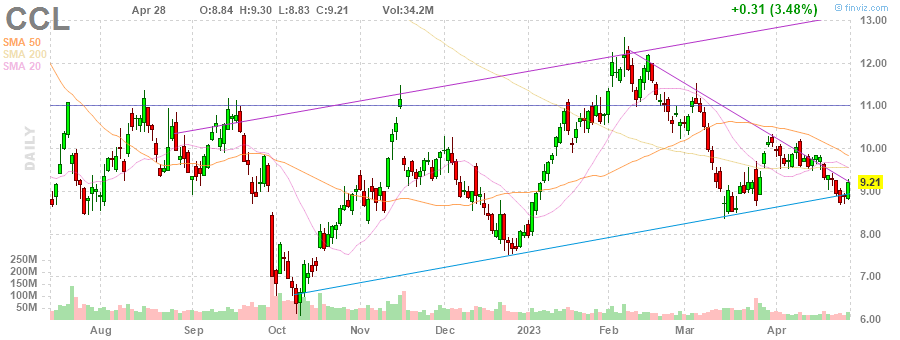 CCL Apr 28 O:8.84 H:9.30 L:8.83 C:9.21 Vol:34.2M +0.31 (3.48%) © finviz.com
SMA 50
SMA 200
SMA 20
DAILY
13.00
12.00
11.00
10.00
9.21
9.00
8.00
7.00
6.00
250M
200M
150M
100M
50M
Aug Sep Oct Nov Dec 2023 Feb Mar Apr